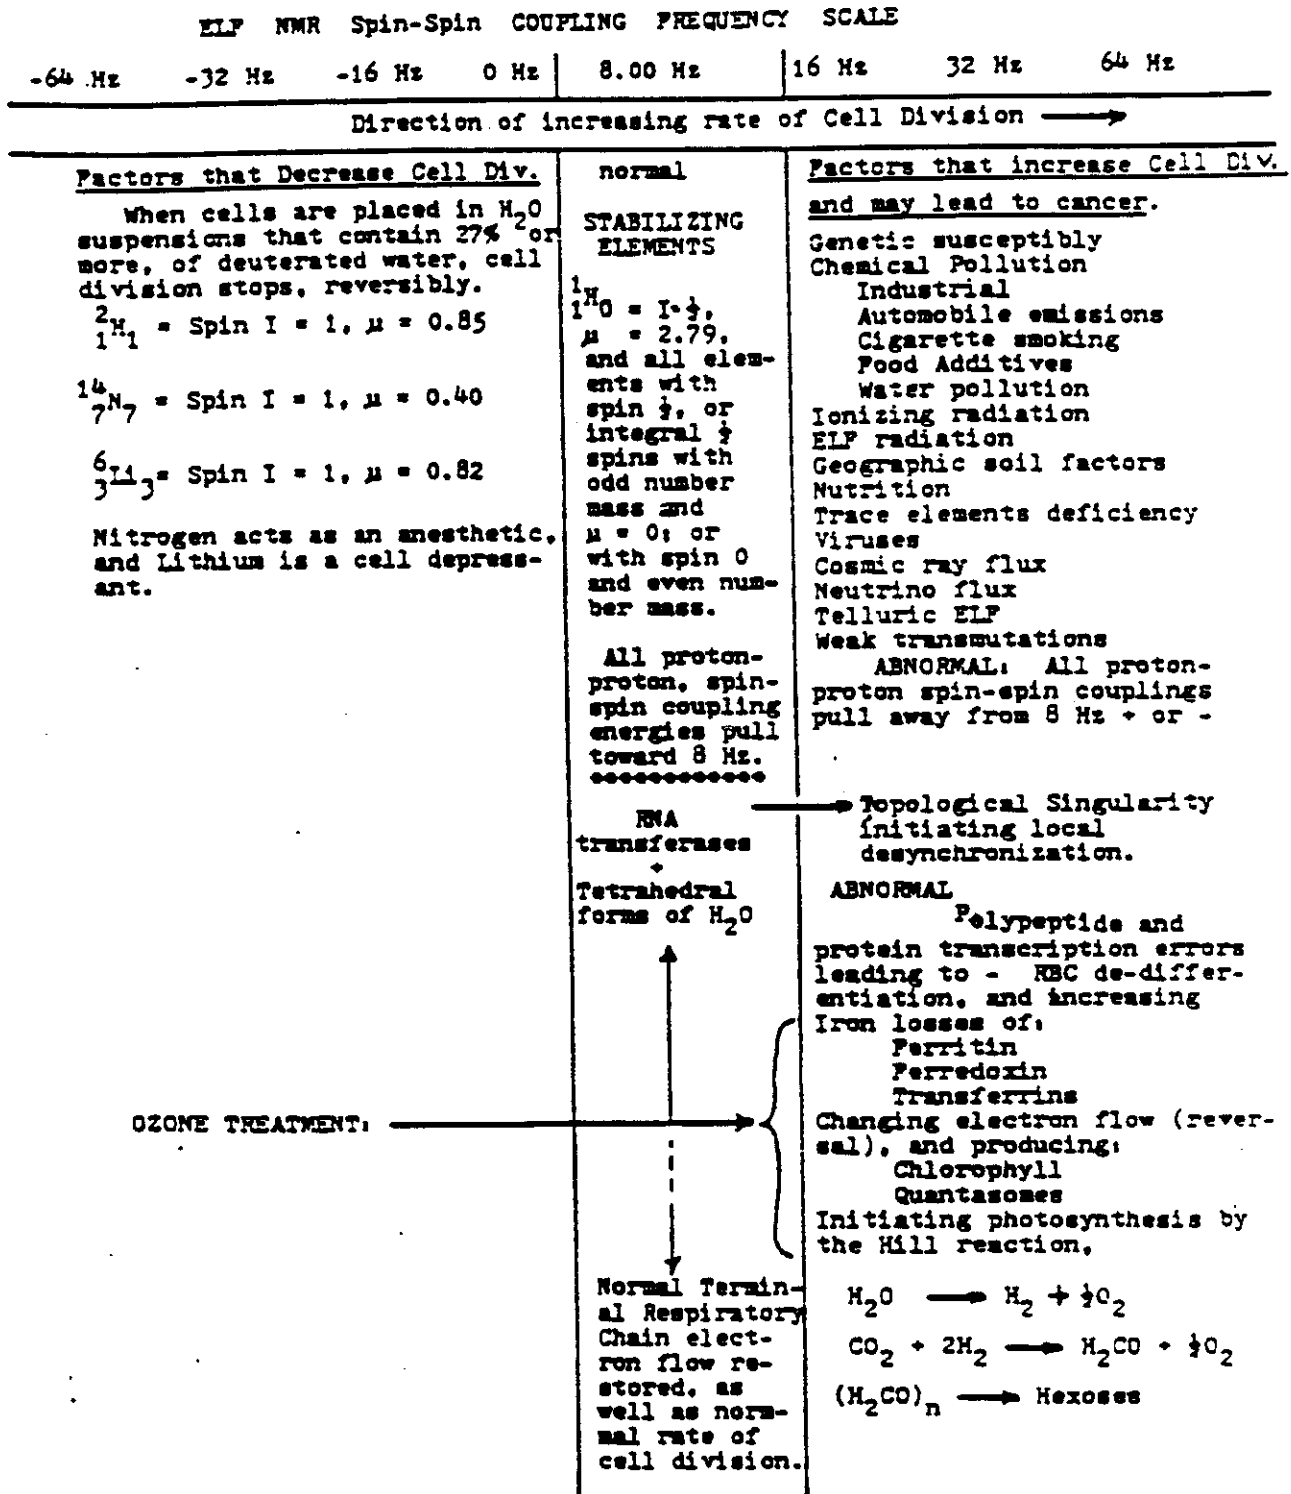 ELF NMR Spin-Spin COUPLING FREQUENCY SCALE
-64 Hz -32 Hz -16 Hz 0 Hz 8.00 Hz 16 Hz 32 Hz 64 Hz
Direction of increasing rate of Cell Division →
Factors that Decrease Cell Div.
When cells are placed in H₂O
suspensions that contain 27% or
more, of deuterated water, cell
division stops, reversibly.
²₁H₁ = Spin I = 1, µ = 0.85
¹⁴₇N₇ = Spin I = 1, µ = 0.40
⁶₃Li₃= Spin I = 1, µ = 0.82
Nitrogen acts as an anesthetic,
and Lithium is a cell depress-
ant.
normal
STABILIZING
ELEMENTS
¹₁H₀ = I-½,
µ = 2.79,
and all elem-
ents with
spin ½, or
integral ½
spins with
odd number
mass and
µ = 0; or
with spin 0
and even num-
ber mass.
All proton-
proton, spin-
spin coupling
energies pull
toward 8 Hz.
RNA
transferases
+
Tetrahedral
forms of H₂O
Normal Termin-
al Respiratory
Chain elect-
ron flow re-
stored, as
well as norm-
mal rate of
cell division.
Factors that increase Cell Div.
and may lead to cancer.
Genetic susceptibly
Chemical Pollution
Industrial
Automobile emissions
Cigarette smoking
Food Additives
Water pollution
Ionizing radiation
ELF radiation
Geographic soil factors
Nutrition
Trace elements deficiency
Viruses
Cosmic ray flux
Neutrino flux
Telluric ELF
Weak transmutations
ABNORMAL: All proton-
proton spin-spin couplings
pull away from 8 Hz + or -
Topological Singularity
initiating local
desynchronization.
ABNORMAL
Polypeptide and
protein transcription errors
leading to - RBC de-differ-
entiation, and increasing
Iron losses of:
Ferritin
Ferredoxin
Transferrins
Changing electron flow (rever-
sal), and producing:
Chlorophyll
Quantasomes
Initiating photosynthesis by
the Hill reaction,
H₂O → H₂ + ½O₂
CO₂ + 2H₂ → H₂CO + ½O₂
(H₂CO)ₙ → Hexoses
OZONE TREATMENT: